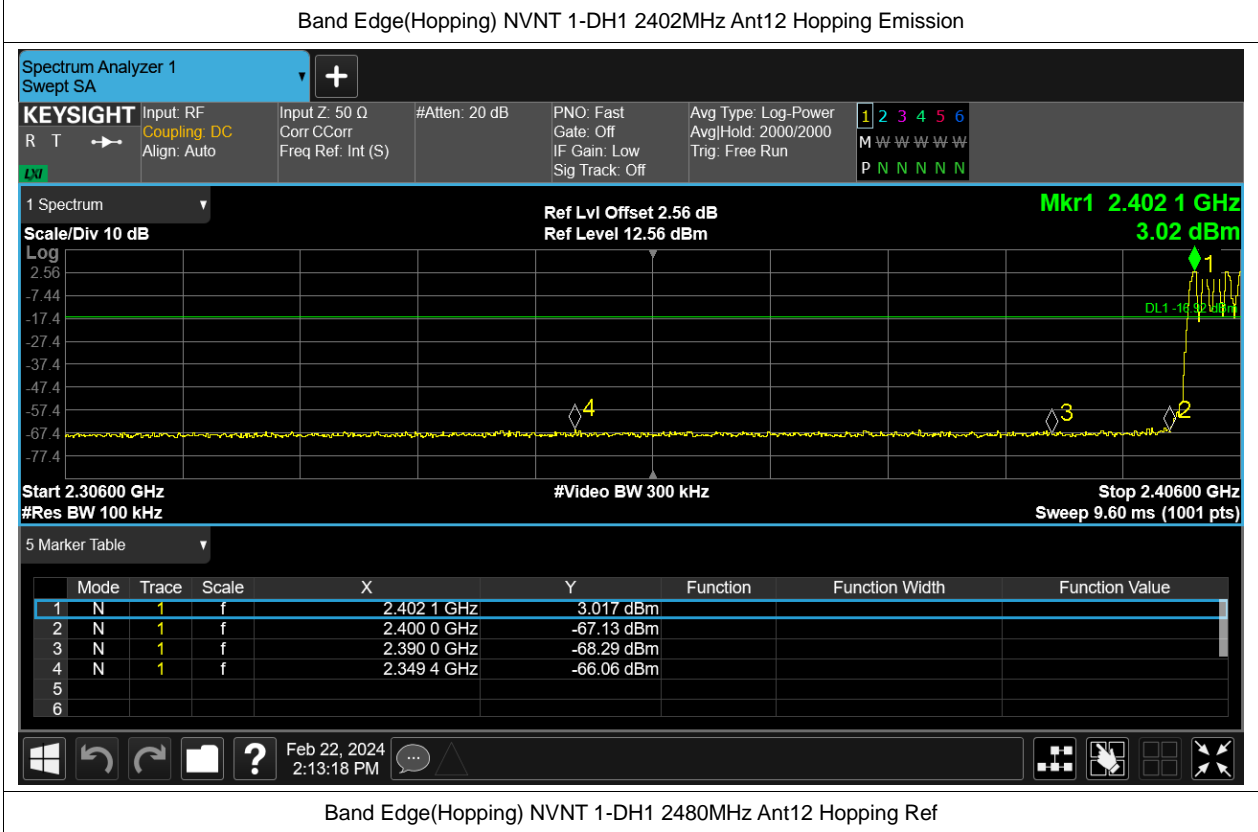 Band Edge(Hopping) NVNT 1-DH1 2402MHz Ant12 Hopping Emission
Spectrum Analyzer 1
Swept SA
KEYSIGHT
R T
LXI
Input: RF
Coupling: DC
Align: Auto
Input Z: 50 Ω
Corr CCorr
Freq Ref: Int (S)
#Atten: 20 dB
PNO: Fast
Gate: Off
IF Gain: Low
Sig Track: Off
Avg Type: Log-Power
Avg|Hold: 2000/2000
Trig: Free Run
1 2 3 4 5 6
M W W W W W
P N N N N N
1 Spectrum
Scale/Div 10 dB
Ref Lvl Offset 2.56 dB
Ref Level 12.56 dBm
Mkr1 2.402 1 GHz
3.02 dBm
Log
2.56
-7.44
-17.4
-27.4
-37.4
-47.4
-57.4
-67.4
-77.4
1
DL1 -16.92 dBm
4
3
2
Start 2.30600 GHz
#Video BW 300 kHz
Stop 2.40600 GHz
#Res BW 100 kHz
Sweep 9.60 ms (1001 pts)
5 Marker Table
Mode Trace Scale X Y Function Function Width Function Value
1 N 1 f 2.402 1 GHz 3.017 dBm
2 N 1 f 2.400 0 GHz -67.13 dBm
3 N 1 f 2.390 0 GHz -68.29 dBm
4 N 1 f 2.349 4 GHz -66.06 dBm
5
6
?
Feb 22, 2024
2:13:18 PM
Band Edge(Hopping) NVNT 1-DH1 2480MHz Ant12 Hopping Ref